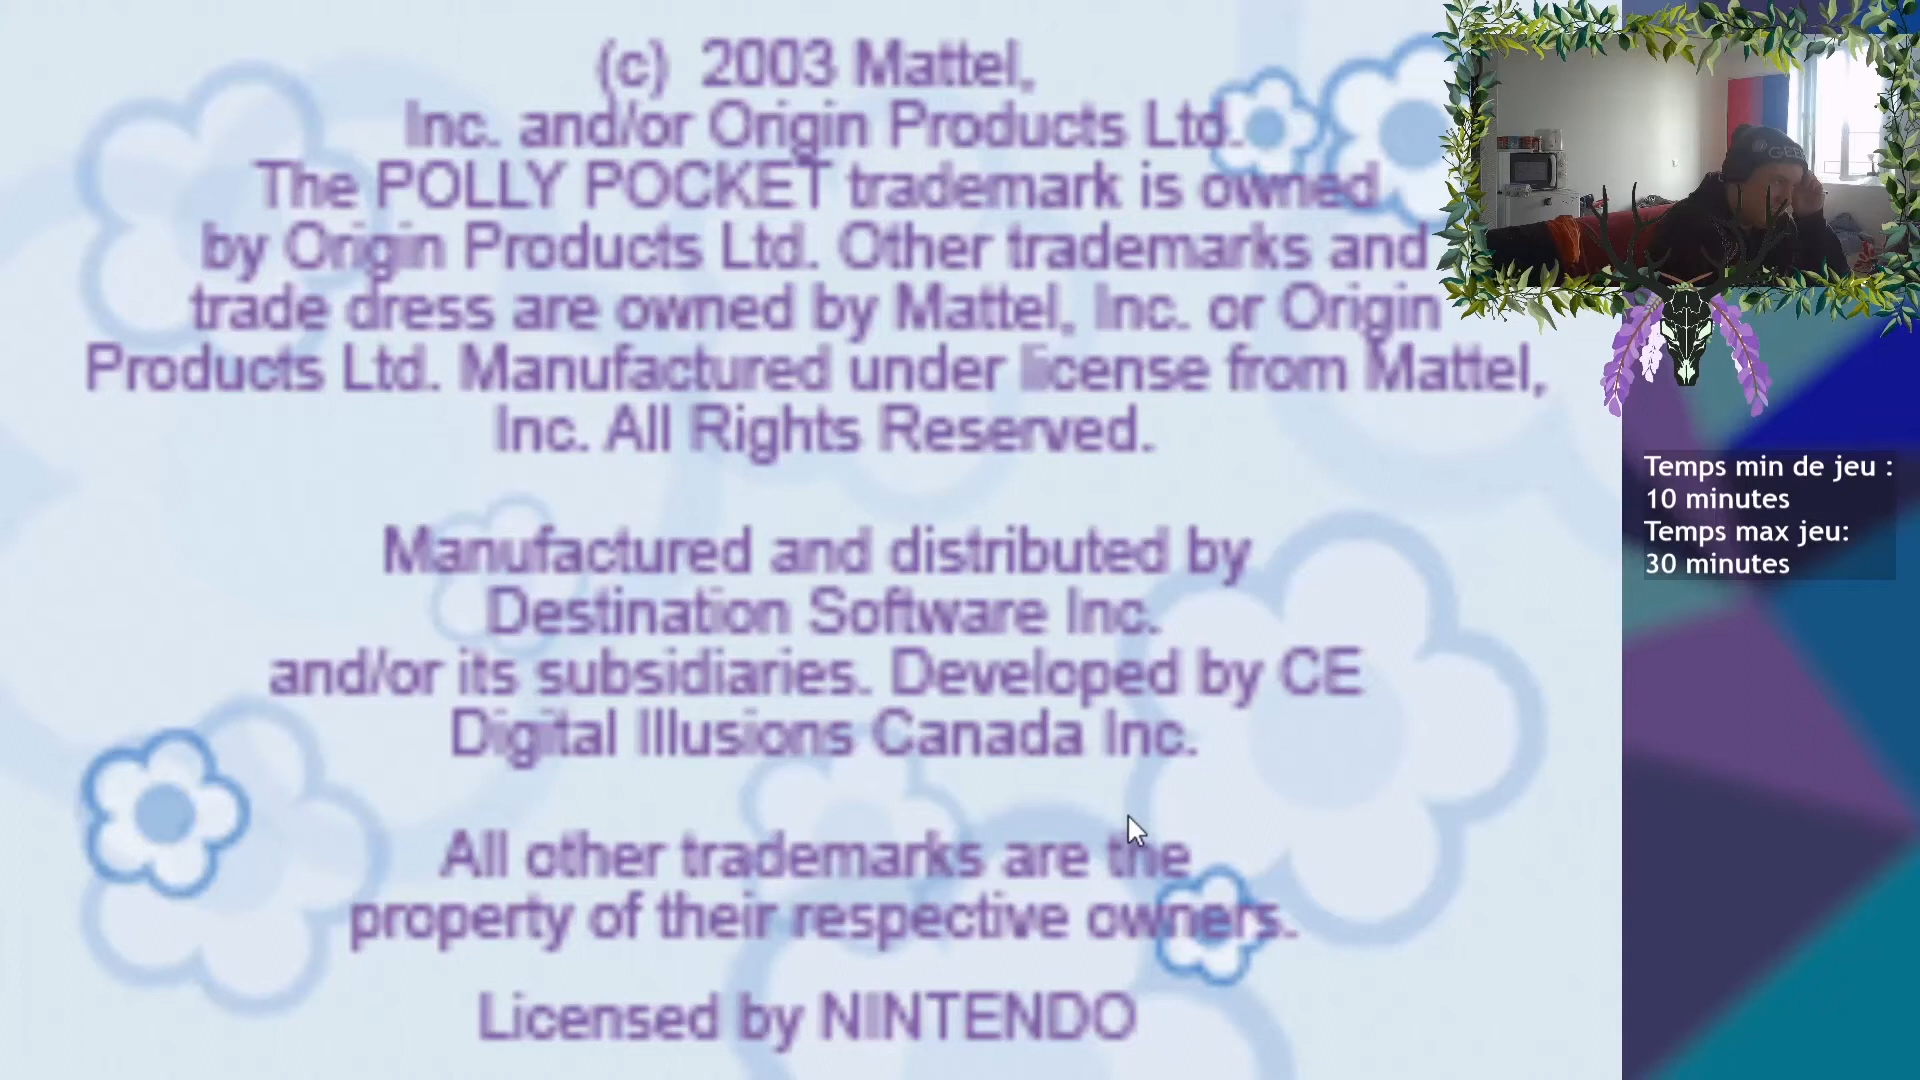 (c) 2003 Mattel,
Inc. and/or Origin Products Ltd.
The POLLY POCKET trademark is owned
by Origin Products Ltd. Other trademarks and
trade dress are owned by Mattel, Inc. or Origin
Products Ltd. Manufactured under license from Mattel,
Inc. All Rights Reserved.
Manufactured and distributed by
Destination Software Inc.
and/or its subsidiaries. Developed by CE
Digital Illusions Canada Inc.
All other trademarks are the
property of their respective owners.
Licensed by NINTENDO
Temps min de jeu :
10 minutes
Temps max jeu:
30 minutes